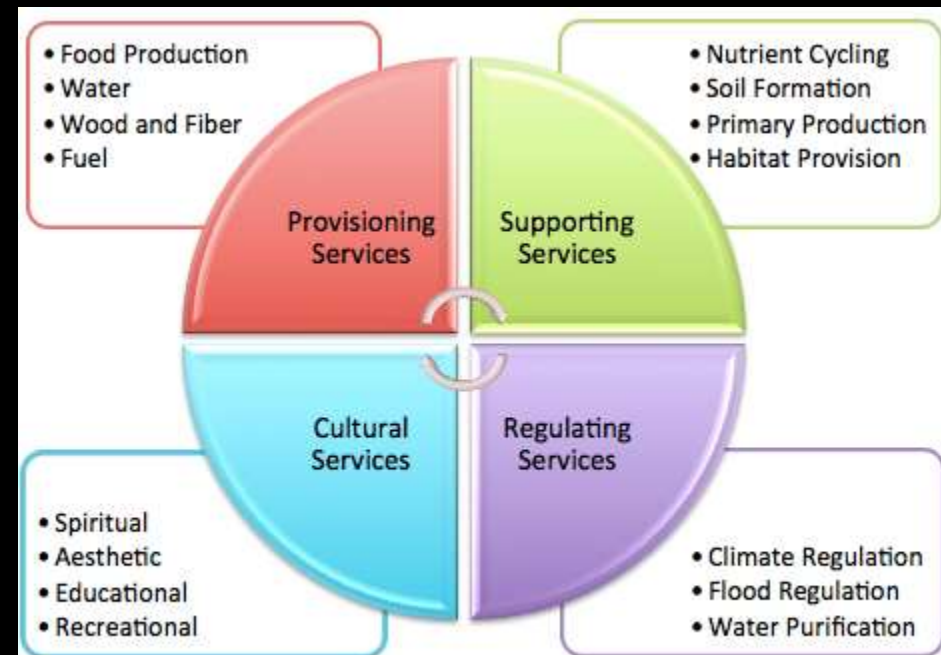 • Food Production
• Water
• Wood and Fiber
• Fuel
• Nutrient Cycling
• Soil Formation
• Primary Production
• Habitat Provision
Provisioning
Services
Supporting
Services
Cultural
Services
Regulating
Services
• Spiritual
• Aesthetic
• Educational
• Recreational
• Climate Regulation
• Flood Regulation
• Water Purification